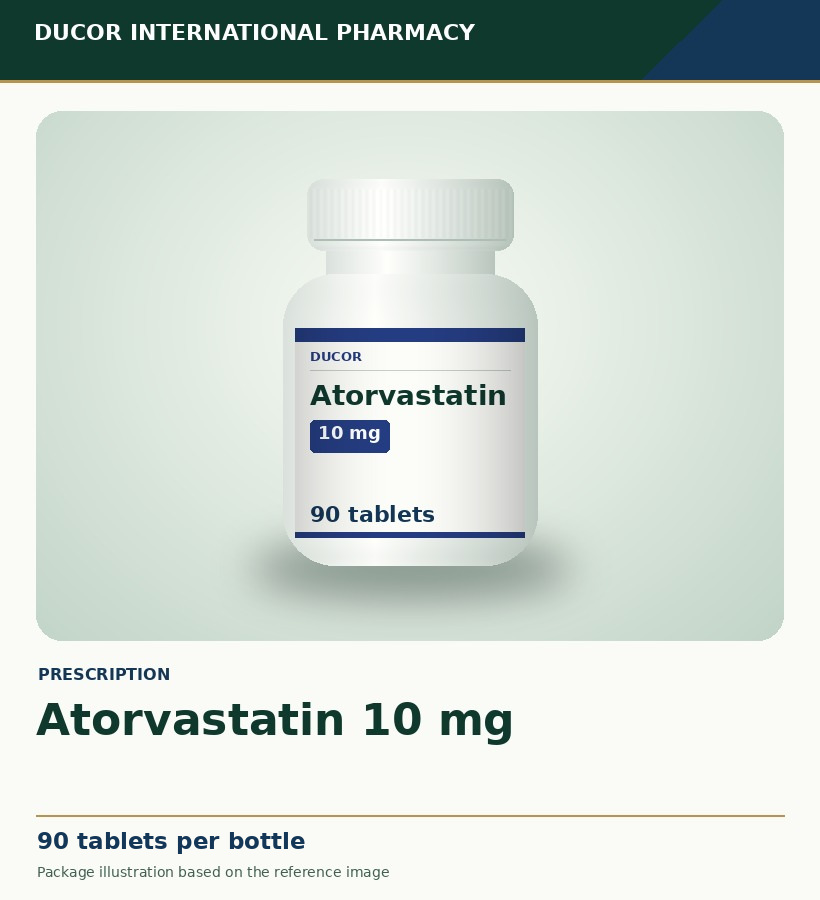 DUCOR INTERNATIONAL PHARMACY
DUCOR
Atorvastatin
10 mg
90 tablets
PRESCRIPTION
Atorvastatin 10 mg
90 tablets per bottle
Package illustration based on the reference image